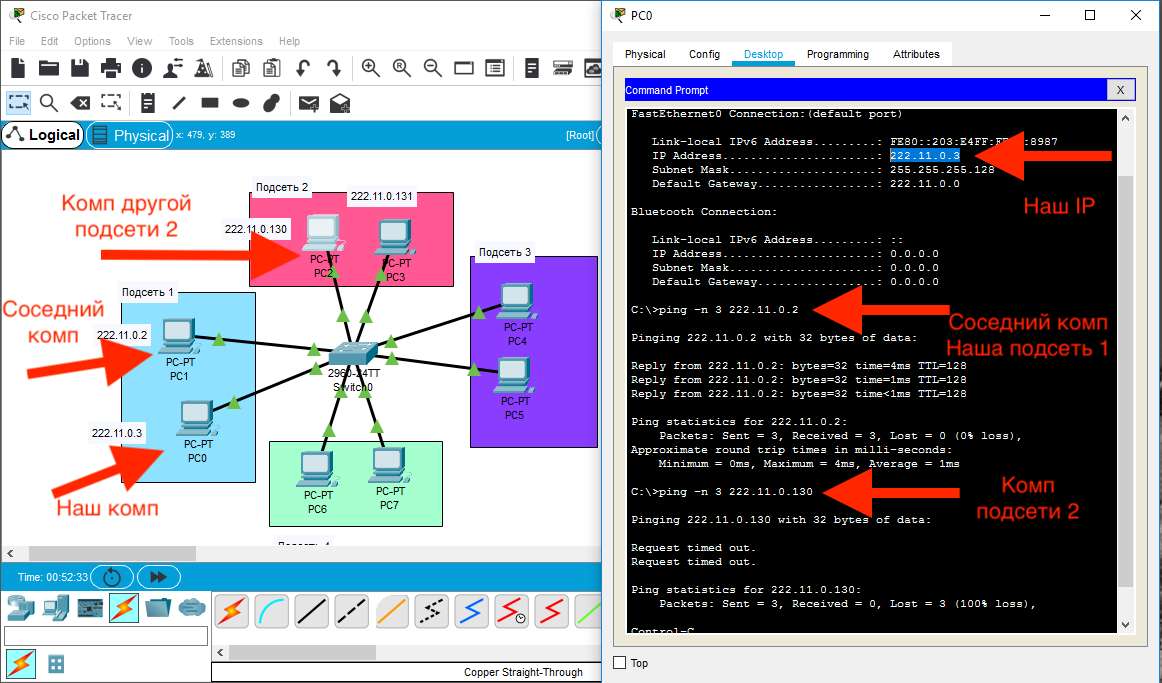 Cisco Packet Tracer
File Edit Options View Tools Extensions Help
Logical
Physical
x: 479, y: 389
[Root]
Подсеть 2
222.11.0.131
222.11.0.130
PC-PT
PC2
PC-PT
PC3
Комп другой
подсети 2
Подсеть 3
PC-PT
PC4
PC-PT
PC5
Подсеть 1
Соседний
комп
222.11.0.2
PC-PT
PC1
2960-24TT
Switch0
222.11.0.3
PC-PT
PC0
Наш комп
PC-PT
PC6
PC-PT
PC7
Подсеть 4
Time: 00:52:33
Copper Straight-Through
PC0
Physical Config Desktop Programming Attributes
Command Prompt
X
FastEthernet0 Connection:(default port)
Link-local IPv6 Address.........: FE80::203:E4FF: :8987
IP Address......................: 222.11.0.3
Subnet Mask.....................: 255.255.255.128
Default Gateway.................: 222.11.0.0
Наш IP
Bluetooth Connection:
Link-local IPv6 Address.........: ::
IP Address......................: 0.0.0.0
Subnet Mask.....................: 0.0.0.0
Default Gateway.................: 0.0.0.0
C:\>ping -n 3 222.11.0.2
Соседний комп
Наша подсеть 1
Pinging 222.11.0.2 with 32 bytes of data:
Reply from 222.11.0.2: bytes=32 time=4ms TTL=128
Reply from 222.11.0.2: bytes=32 time=1ms TTL=128
Reply from 222.11.0.2: bytes=32 time<1ms TTL=128
Ping statistics for 222.11.0.2:
Packets: Sent = 3, Received = 3, Lost = 0 (0% loss),
Approximate round trip times in milli-seconds:
Minimum = 0ms, Maximum = 4ms, Average = 1ms
C:\>ping -n 3 222.11.0.130
Комп
подсети 2
Pinging 222.11.0.130 with 32 bytes of data:
Request timed out.
Request timed out.
Ping statistics for 222.11.0.130:
Packets: Sent = 3, Received = 0, Lost = 3 (100% loss),
Control-C
Top